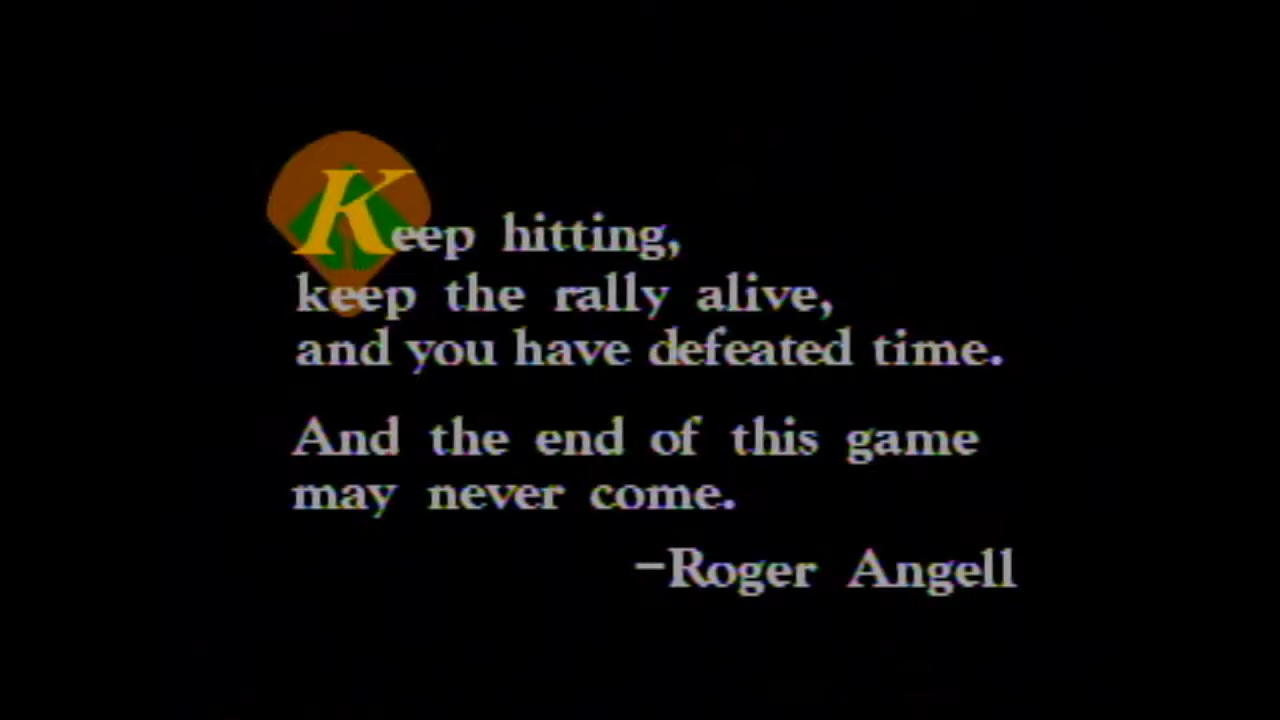 Keep hitting,
keep the rally alive,
and you have defeated time.
And the end of this game
may never come.
-Roger Angell